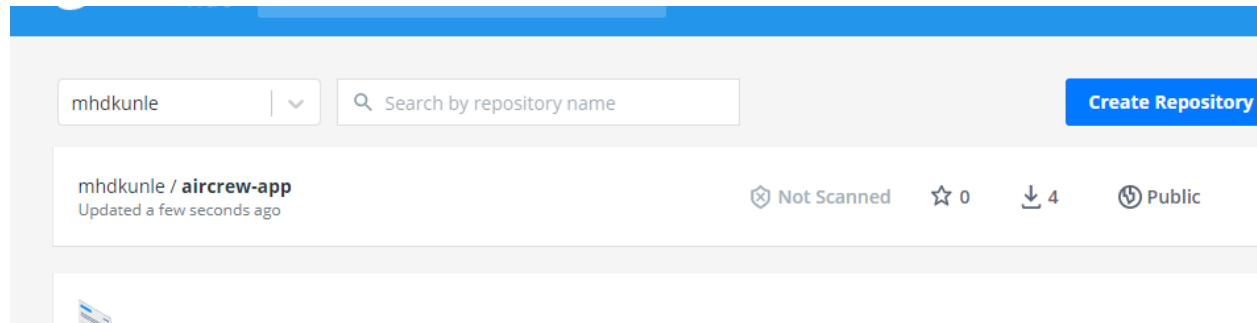 mhdkunle
Search by repository name
Create Repository
mhdkunle / aircrew-app
Updated a few seconds ago
Not Scanned
0
4
Public